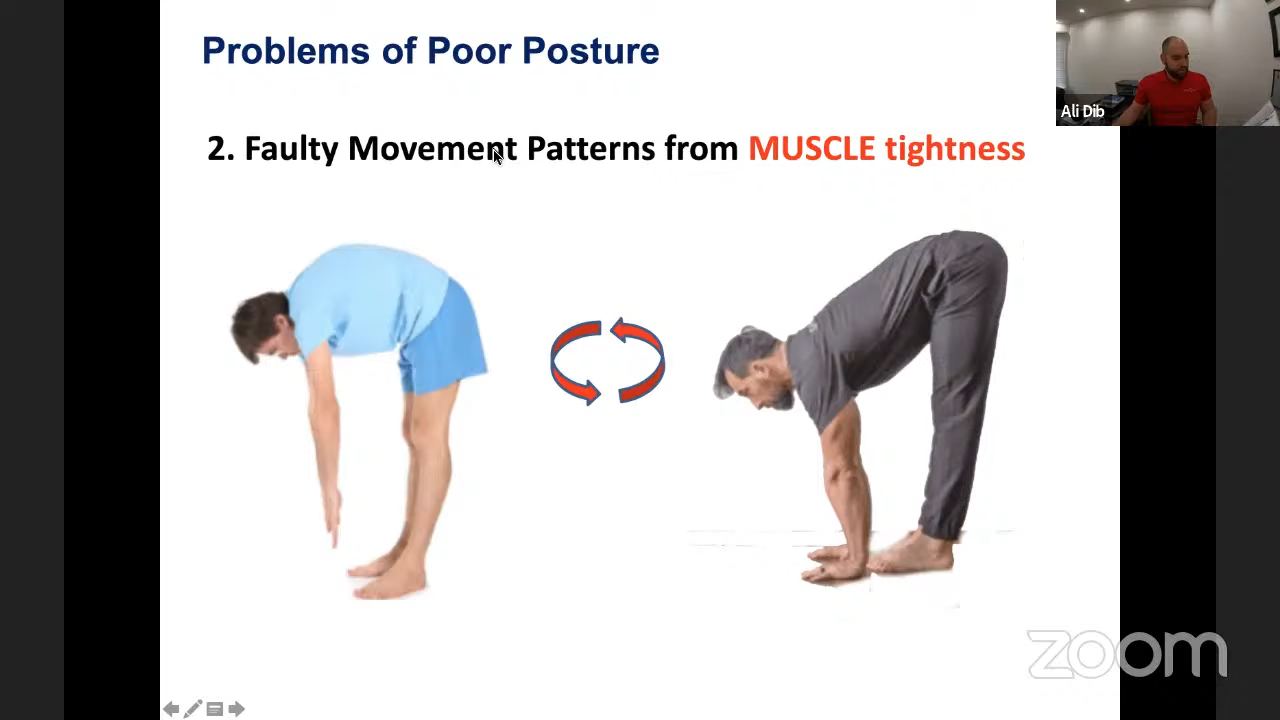 Problems of Poor Posture
Ali Dib
2. Faulty Movement Patterns from MUSCLE tightness
zoom